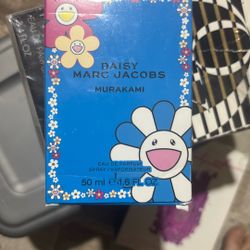 DAISY
MARC JACOBS
MURAKAMI
EAU DE PARFUM
SPRAY VAPORISATEUR
50 ml ℮ 1.6 FL OZ